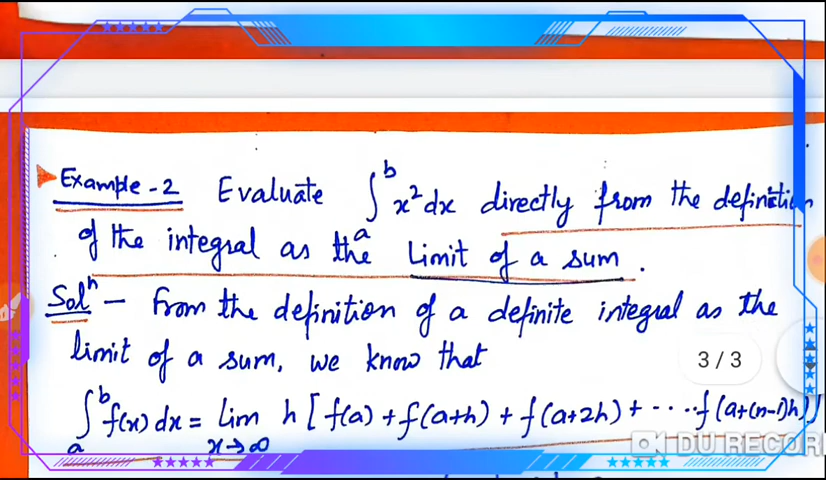 Example-2 Evaluate ∫ₐᵇ x² dx directly from the definition
of the integral as the Limit of a sum.
Solⁿ – From the definition of a definite integral as the
limit of a sum, we know that
3/3
∫ₐᵇ f(x) dx = lim x→∞ h [f(a) + f(a+h) + f(a+2h) + ···· f(a+(n-1)h)]
DU RECOR